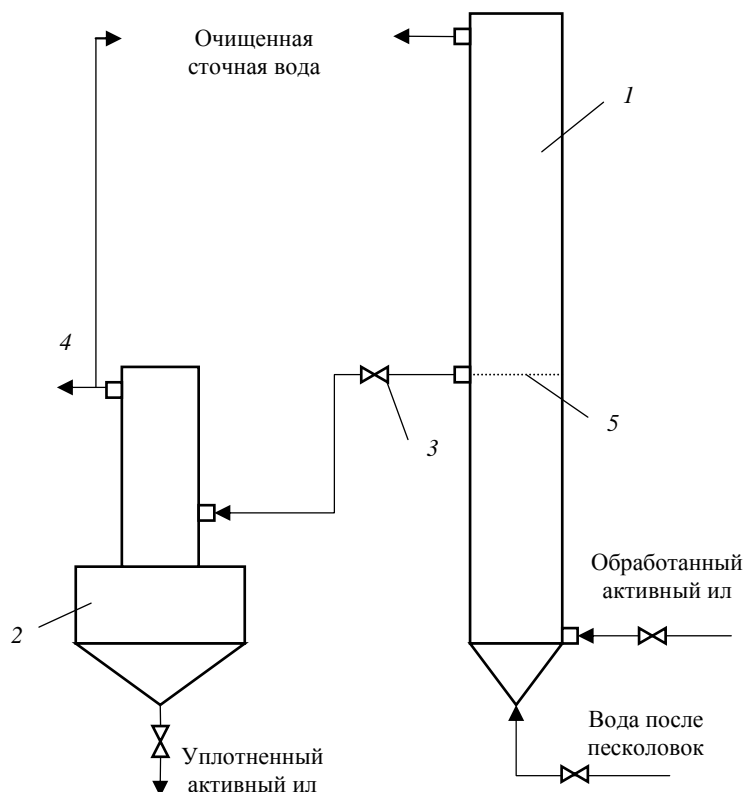 Очищенная
сточная вода
1
4
5
3
Обработанный
активный ил
2
Вода после
песколовок
Уплотненный
активный ил